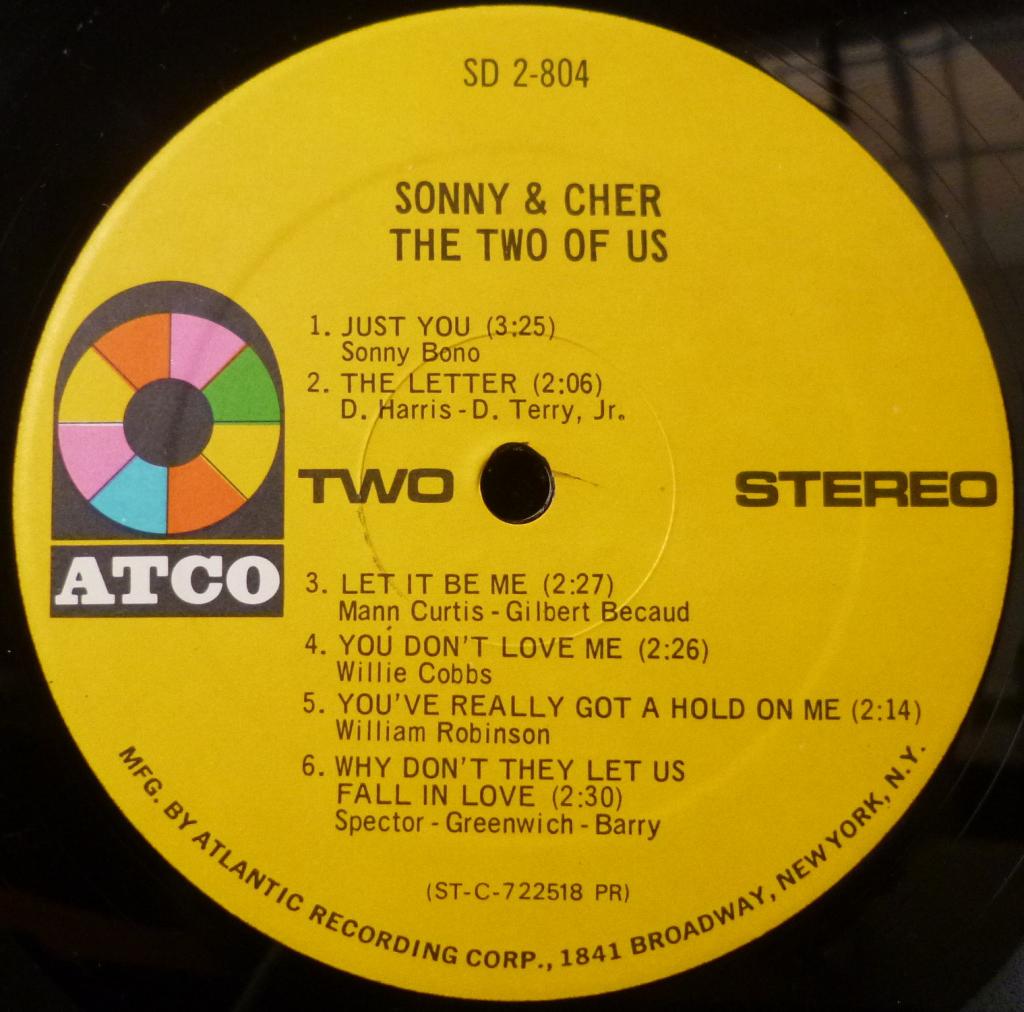 SD 2-804
SONNY & CHER
THE TWO OF US
1. JUST YOU (3:25)
Sonny Bono
2. THE LETTER (2:06)
D. Harris - D. Terry, Jr.
TWO
STEREO
ATCO
3. LET IT BE ME (2:27)
Mann Curtis - Gilbert Becaud
4. YOU DON'T LOVE ME (2:26)
Willie Cobbs
5. YOU'VE REALLY GOT A HOLD ON ME (2:14)
William Robinson
6. WHY DON'T THEY LET US
FALL IN LOVE (2:30)
Spector - Greenwich - Barry
(ST-C-722518 PR)
MFG. BY ATLANTIC RECORDING CORP., 1841 BROADWAY, NEW YORK, N.Y.